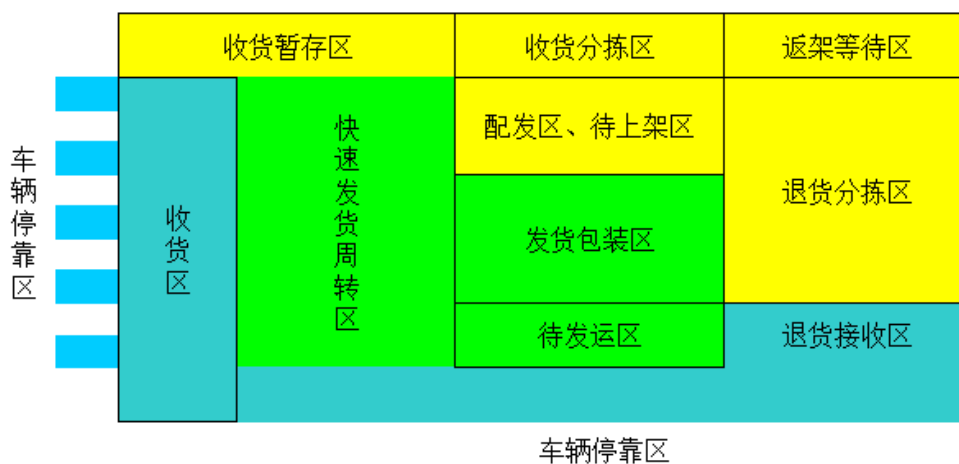 收货暂存区
收货分拣区
返架等待区
车辆停靠区
收货区
快速发货周转区
配发区、待上架区
退货分拣区
发货包装区
待发运区
退货接收区
车辆停靠区